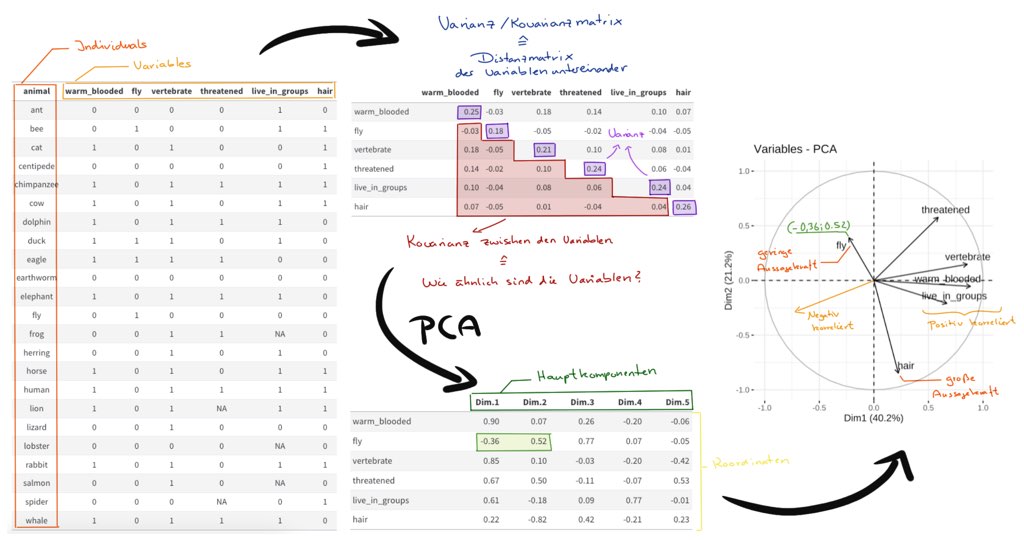 Individuals
Variables
animal warm_blooded fly vertebrate threatened live_in_groups hair
ant 0 0 0 0 1 0
bee 0 1 0 0 1 1
cat 1 0 1 0 0 1
centipede 0 0 0 0 0 1
chimpanzee 1 0 1 1 1 1
cow 1 0 1 0 1 1
dolphin 1 0 1 1 1 0
duck 1 1 1 0 1 0
eagle 1 1 1 1 0 0
earthworm 0 0 0 0 0 0
elephant 1 0 1 1 1 0
fly 0 1 0 0 0 0
frog 0 0 1 1 NA 0
herring 0 0 1 0 1 0
horse 1 0 1 0 1 1
human 1 0 1 1 1 1
lion 1 0 1 NA 1 1
lizard 0 0 1 0 0 0
lobster 0 0 0 0 NA 0
rabbit 1 0 1 0 1 1
salmon 0 0 1 0 NA 0
spider 0 0 0 NA 0 1
whale 1 0 1 1 1 0
Varianz/Kovarianzmatrix
≙
Distanzmatrix
der Variablen untereinander
warm_blooded fly vertebrate threatened live_in_groups hair
warm_blooded 0.25 -0.03 0.18 0.14 0.10 0.07
fly -0.03 0.18 -0.05 -0.02 -0.04 -0.05
Varianz
vertebrate 0.18 -0.05 0.21 0.10 0.08 0.01
threatened 0.14 -0.02 0.10 0.24 0.06 -0.04
live_in_groups 0.10 -0.04 0.08 0.06 0.24 0.04
hair 0.07 -0.05 0.01 -0.04 0.04 0.26
Kovarianz zwischen den Variablen
≙
Wie ähnlich sind die Variablen?
PCA
Hauptkomponenten
Dim.1 Dim.2 Dim.3 Dim.4 Dim.5
warm_blooded 0.90 0.07 0.26 -0.20 -0.06
fly -0.36 0.52 0.77 0.07 -0.05
vertebrate 0.85 0.10 -0.03 -0.20 -0.42
threatened 0.67 0.50 -0.11 -0.07 0.53
live_in_groups 0.61 -0.18 0.09 0.77 -0.01
hair 0.22 -0.82 0.42 -0.21 0.23
Koordinaten
Variables - PCA
1.0
threatened
0.5
(-0,36;0.52)
fly
geringe
Aussagekraft
vertebrate
0.0
warm_blooded
live_in_groups
Negativ
korreliert
Positiv korreliert
-0.5
hair
große
Aussagekraft
-1.0
-1.0 -0.5 0.0 0.5 1.0
Dim1 (40.2%)
Dim2 (21.2%)